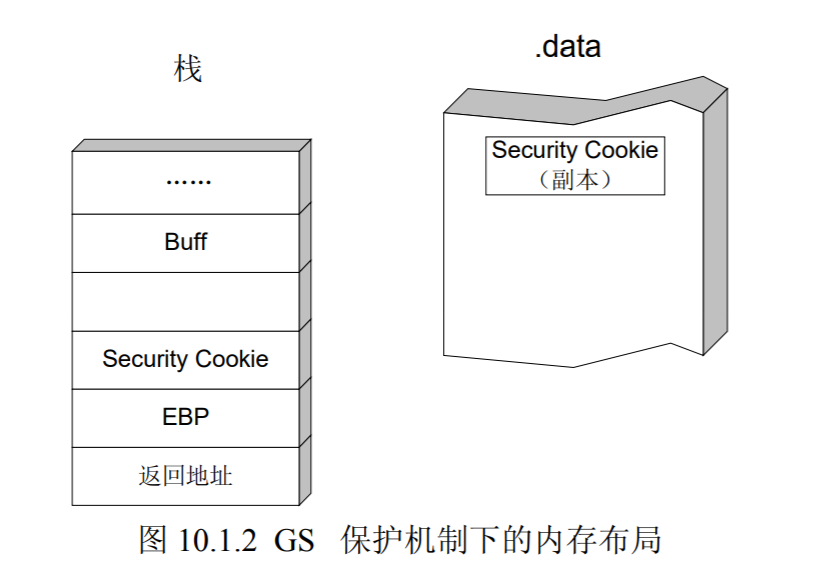 栈
.data
……
Buff
Security Cookie
EBP
返回地址
Security Cookie
（副本）
图 10.1.2 GS 保护机制下的内存布局